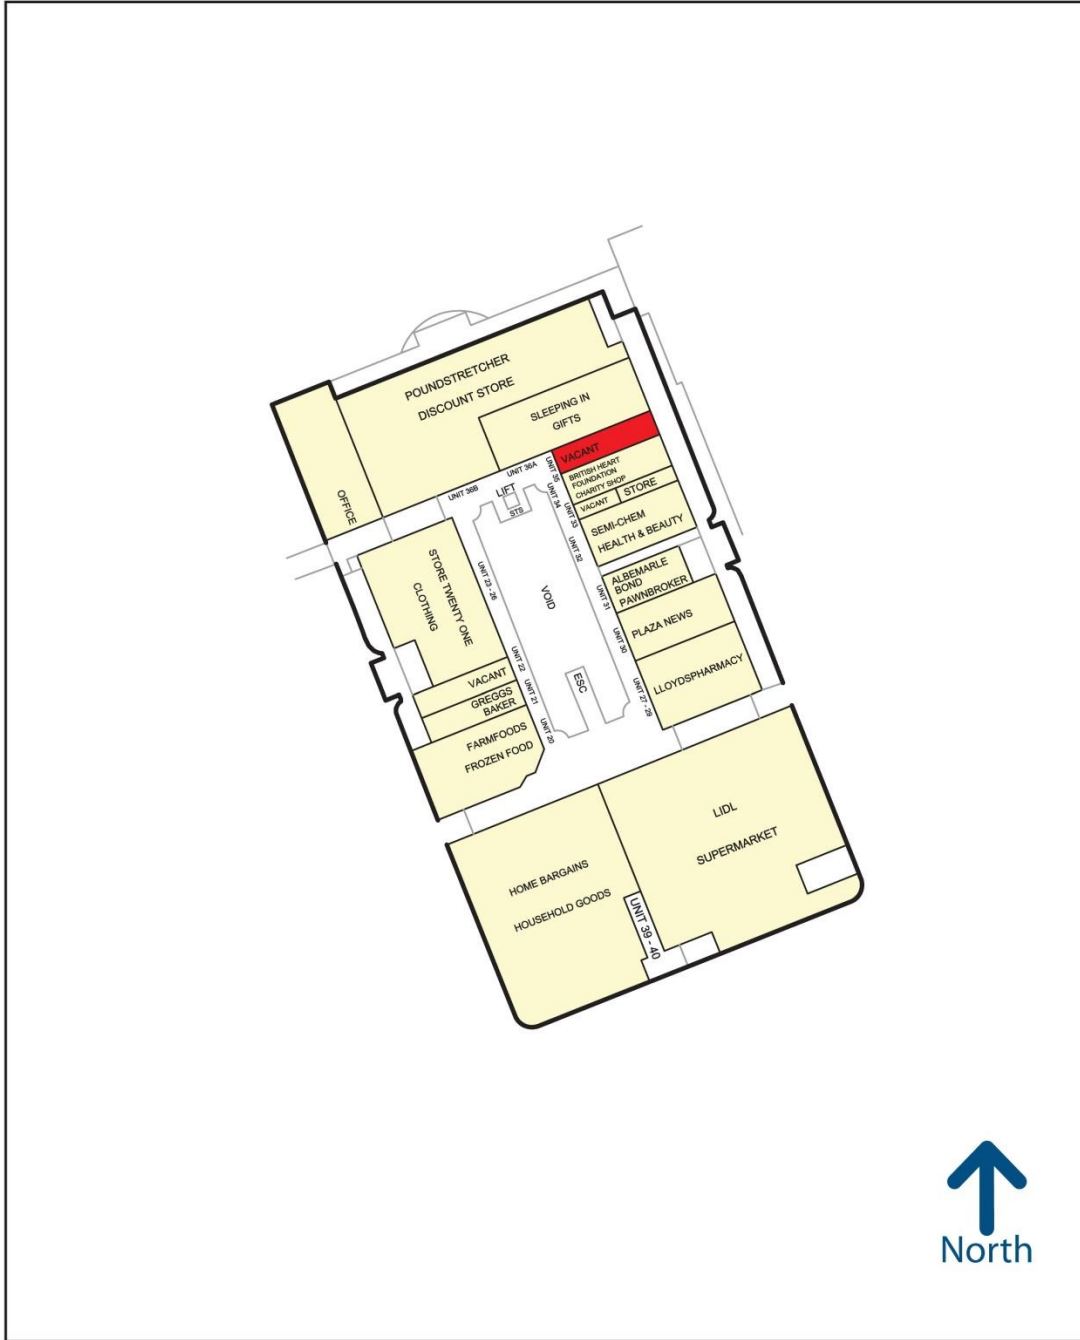 POUNDSTRETCHER
DISCOUNT STORE
SLEEPING IN
GIFTS
OFFICE
VACANT
UNIT 35
UNIT 36A
UNIT 36B
LIFT
STS
BRITISH HEART
FOUNDATION
CHARITY SHOP
UNIT 34
VACANT
STORE
UNIT 33
SEMI-CHEM
HEALTH & BEAUTY
UNIT 32
STORE TWENTY ONE
CLOTHING
UNIT 23 - 26
VOID
ALBEMARLE
BOND
PAWNBROKER
UNIT 31
PLAZA NEWS
UNIT 30
LLOYDSPHARMACY
UNIT 27 - 29
UNIT 22
VACANT
UNIT 21
GREGGS
BAKER
ESC
UNIT 20
FARMFOODS
FROZEN FOOD
LIDL
SUPERMARKET
HOME BARGAINS
HOUSEHOLD GOODS
UNIT 39 - 40
North